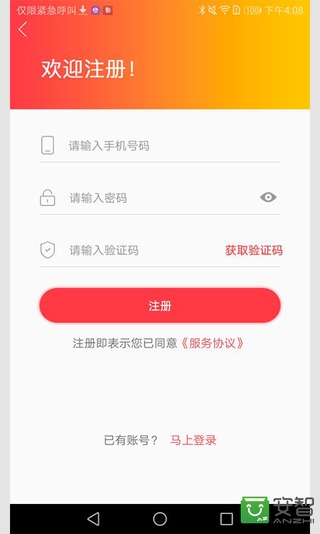 仅限紧急呼叫
100
下午4:08
欢迎注册！
请输入手机号码
请输入密码
请输入验证码 获取验证码
注册
注册即表示您已同意《服务协议》
已有账号？ 马上登录
安智
ANZHI